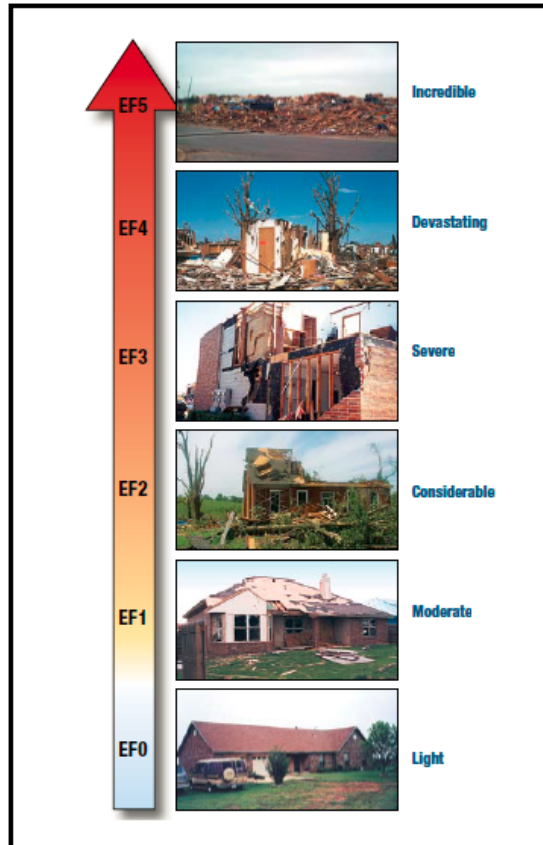 EF5
Incredible
EF4
Devastating
EF3
Severe
EF2
Considerable
EF1
Moderate
EF0
Light